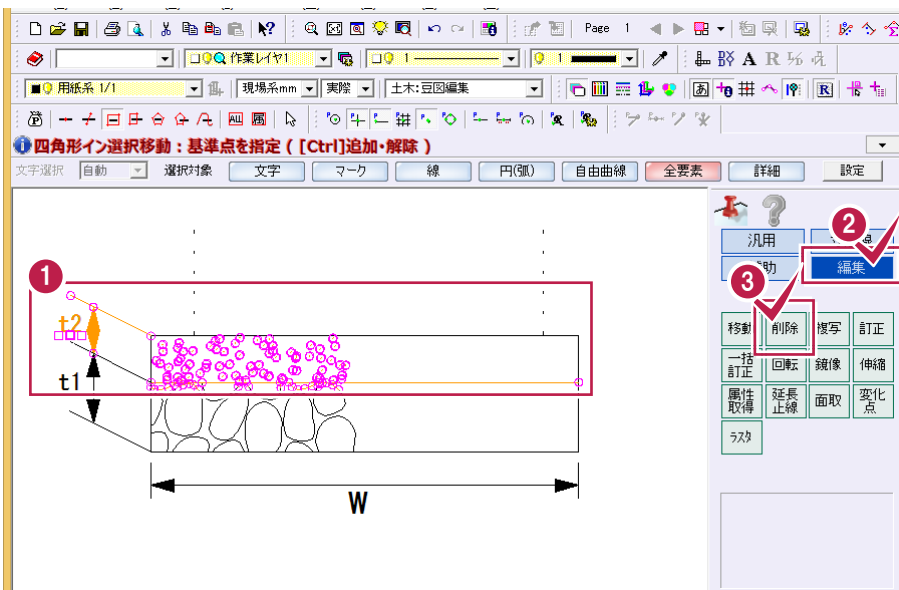 Page 1
作業レイヤ1 1 1
A R
用紙系 1/1 現場系mm 実際 土木:豆図編集 あ R
ALL
四角形イン選択移動:基準点を指定 ( [Ctrl]追加・解除 )
文字選択 自動 選択対象 文字 マーク 線 円(弧) 自由曲線 全要素 詳細 設定
汎用
2
助 編集
1
3
t2
t1
W
移動 削除 複写 訂正
一括訂正 回転 鏡像 伸縮
属性取得 延長止線 面取 変化点
ラスタ